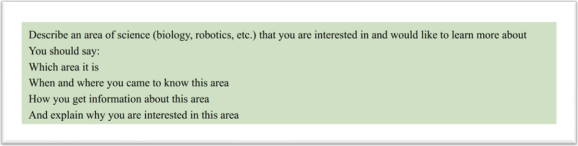 Describe an area of science (biology, robotics, etc.) that you are interested in and would like to learn more about
You should say:
Which area it is
When and where you came to know this area
How you get information about this area
And explain why you are interested in this area